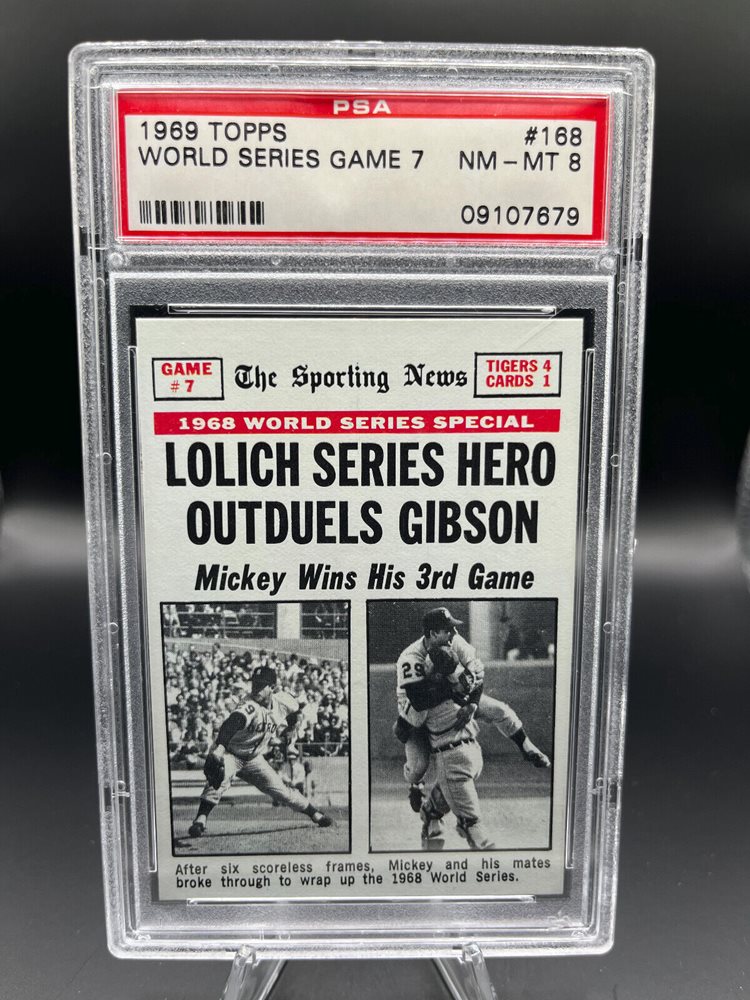 PSA
1969 TOPPS #168
WORLD SERIES GAME 7 NM - MT 8
09107679
GAME # 7
The Sporting News
TIGERS 4
CARDS 1
1968 WORLD SERIES SPECIAL
LOLICH SERIES HERO
OUTDUELS GIBSON
Mickey Wins His 3rd Game
29
After six scoreless frames, Mickey and his mates
broke through to wrap up the 1968 World Series.